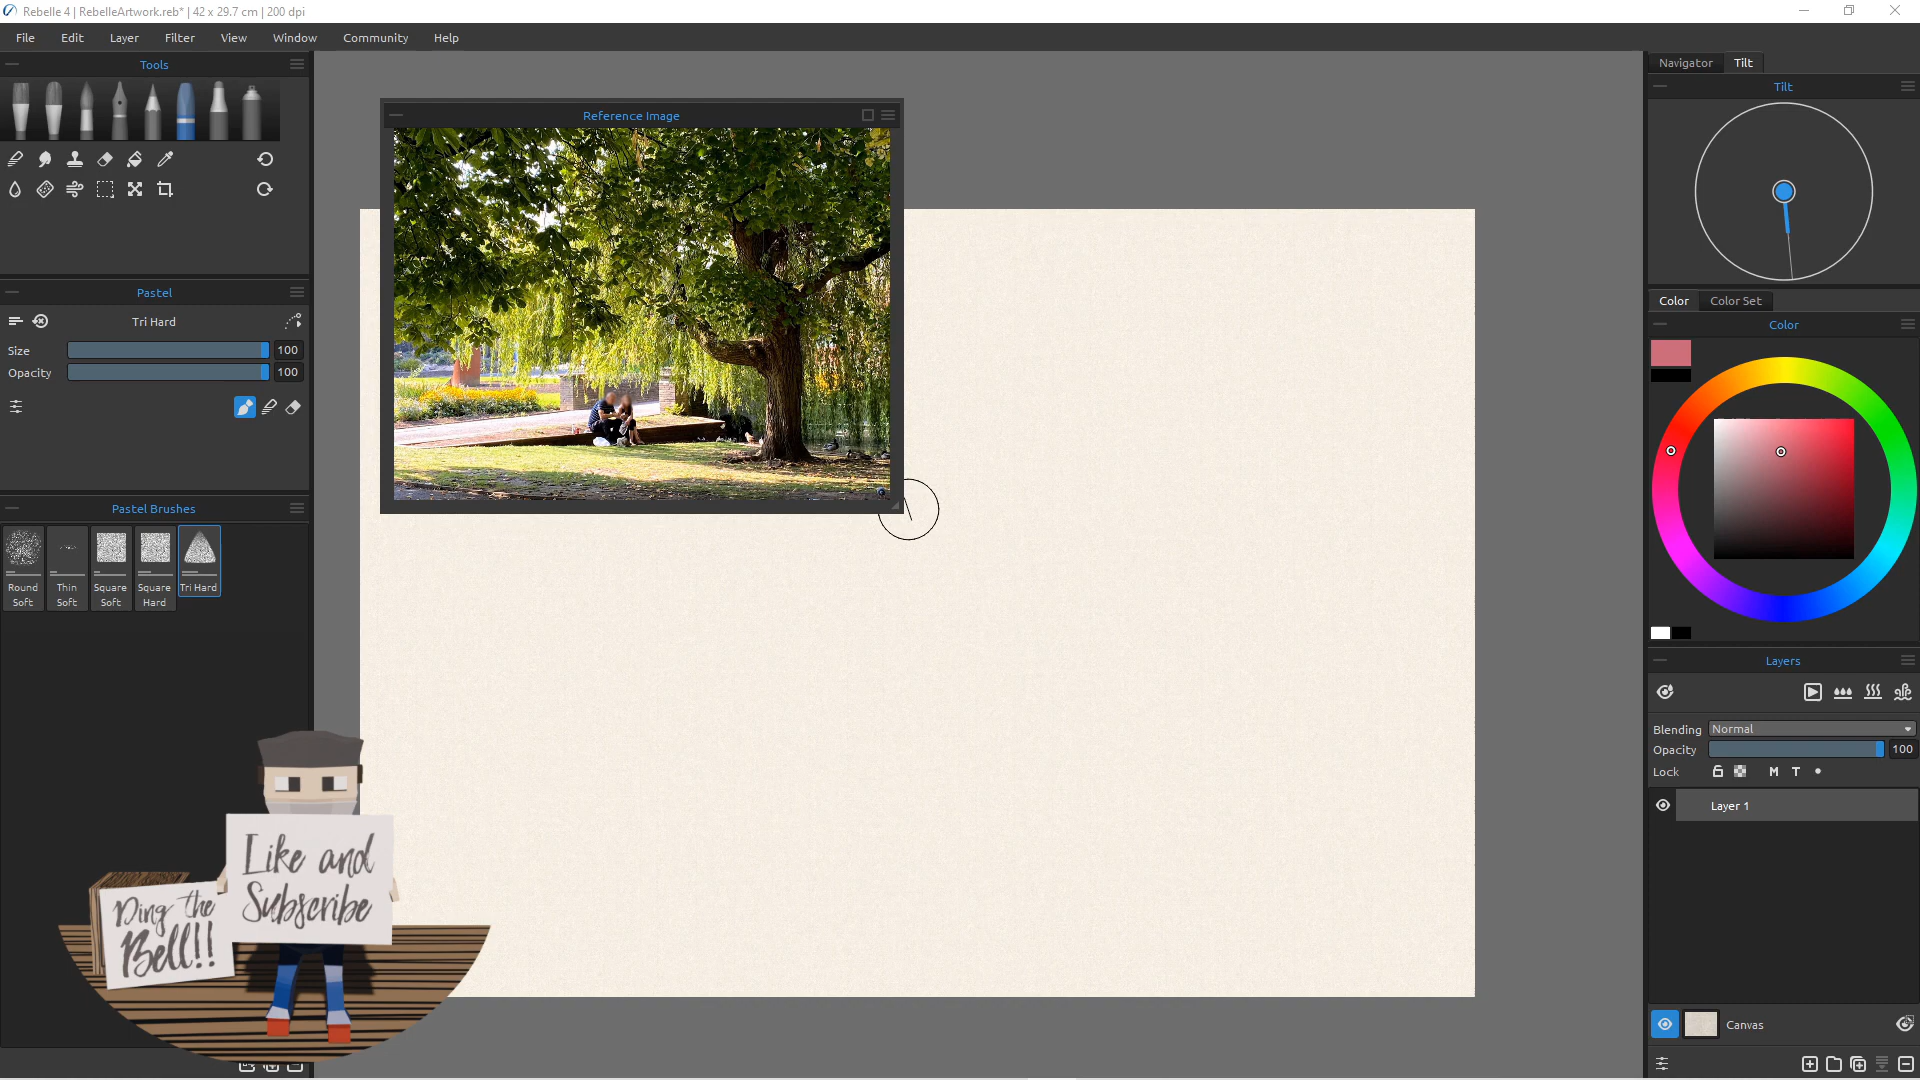 Rebelle 4 | RebelleArtwork.reb* | 42 x 29.7 cm | 200 dpi
File Edit Layer Filter View Window Community Help
Tools
Pastel
Tri Hard
Size 100
Opacity 100
Pastel Brushes
Round Soft
Thin Soft
Square Soft
Square Hard
Tri Hard
Reference Image
Like and
Subscribe
Ding the
Bell!!
Navigator Tilt
Tilt
Color Color Set
Color
Layers
Blending Normal
Opacity 100
Lock M T
Layer 1
Canvas